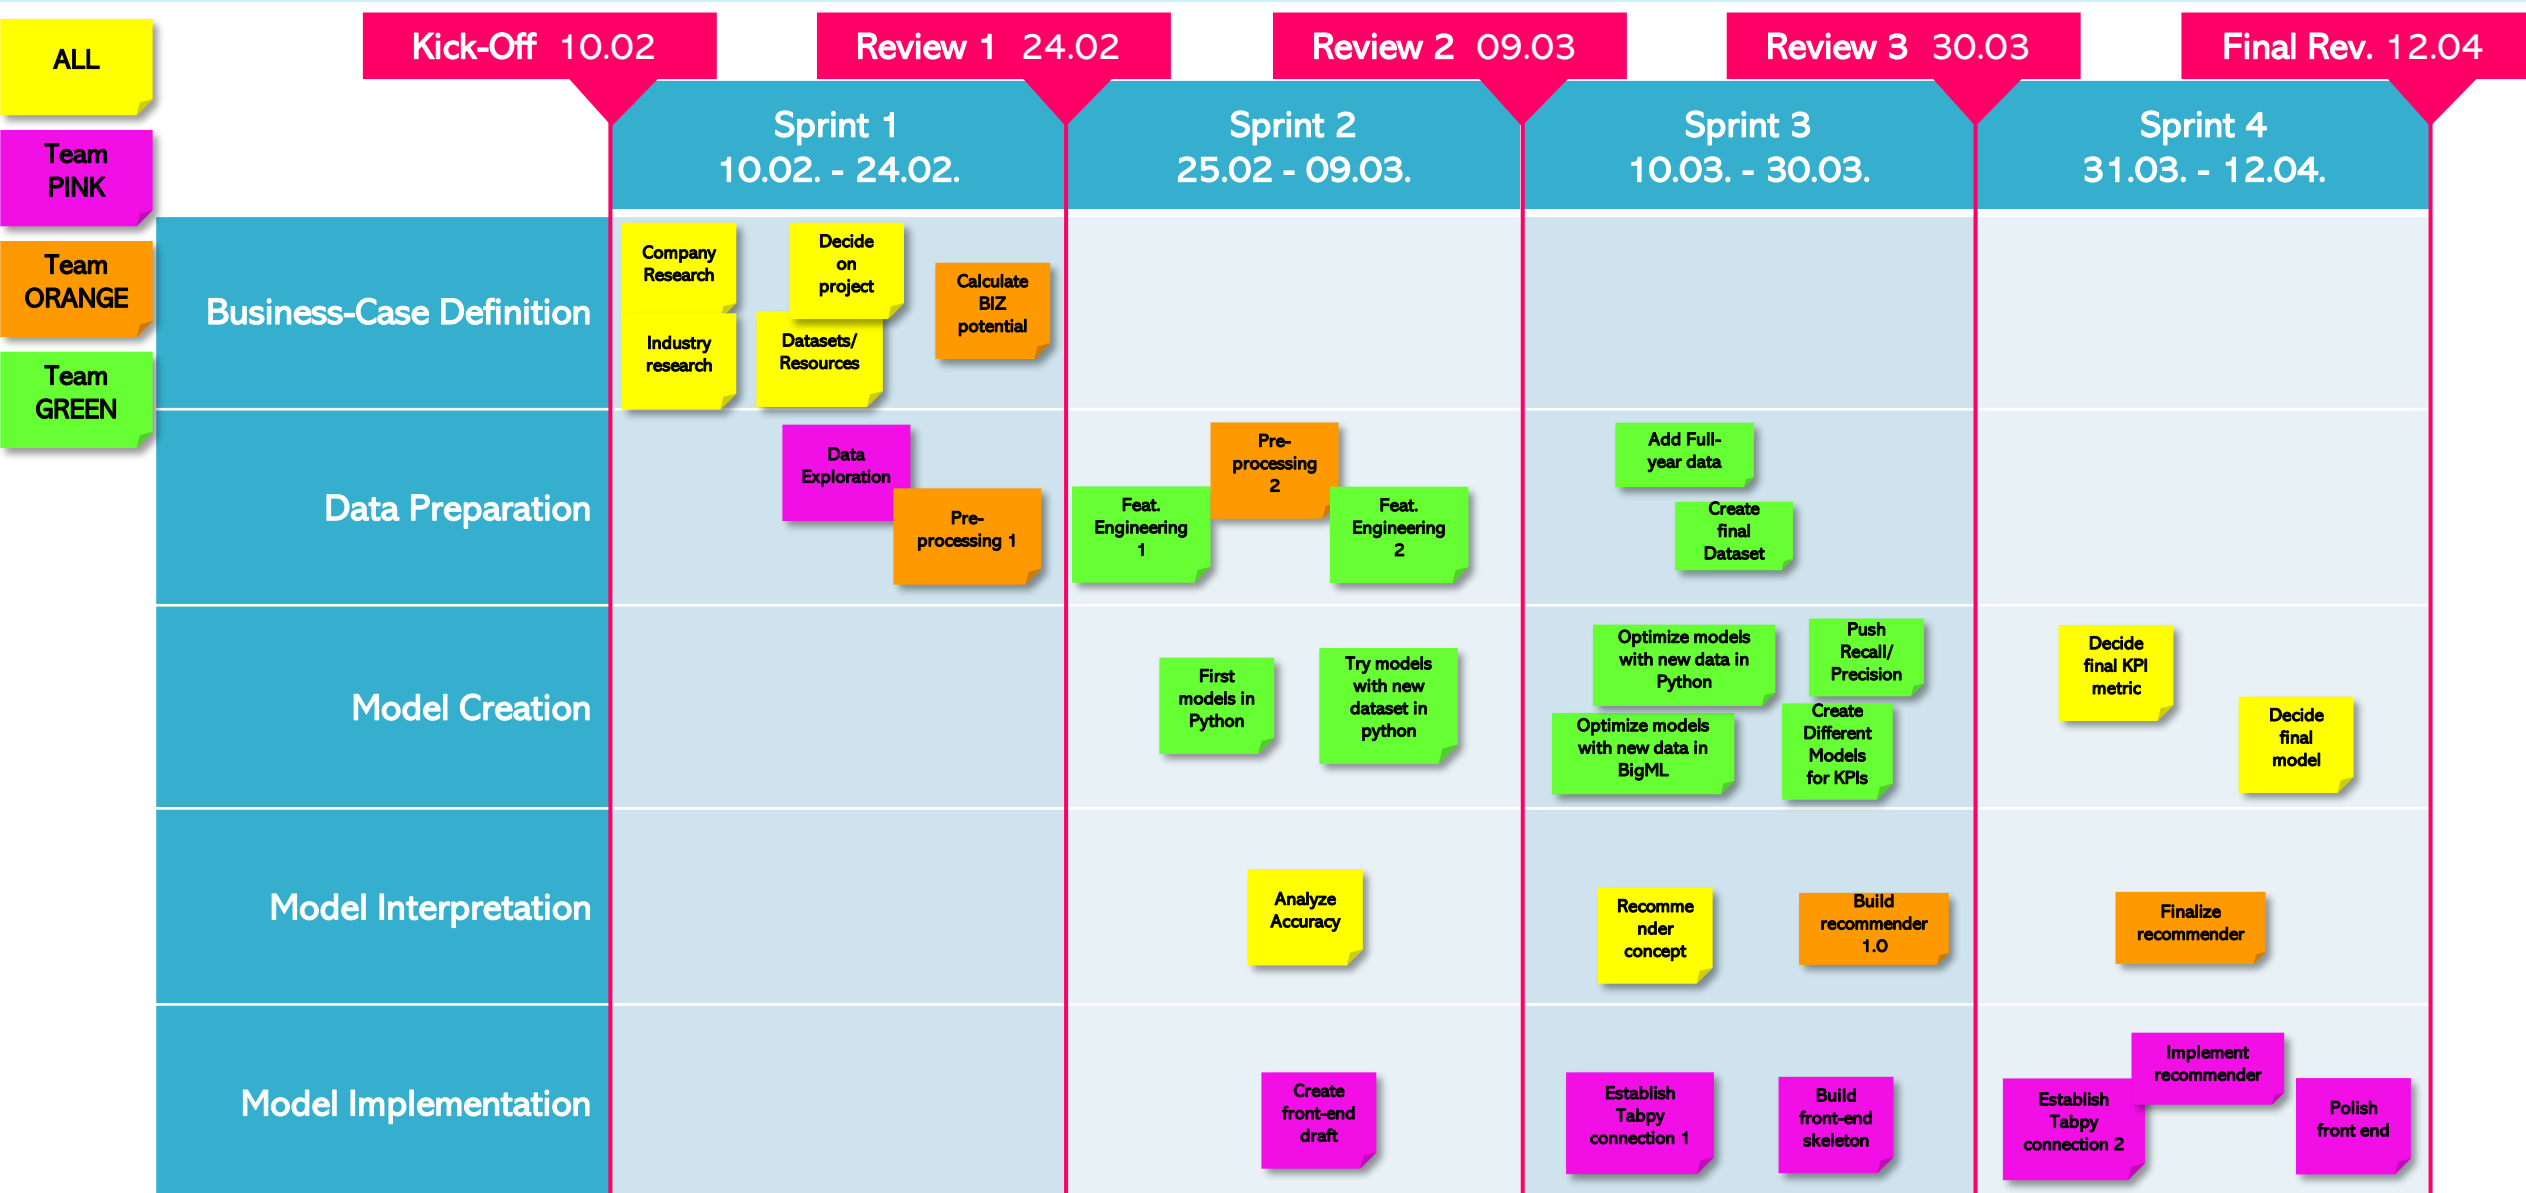 Kick-Off 10.02
Review 1 24.02
Review 2 09.03
Review 3 30.03
Final Rev. 12.04
ALL
Team
PINK
Team
ORANGE
Team
GREEN
Sprint 1
10.02. - 24.02.
Sprint 2
25.02 - 09.03.
Sprint 3
10.03. - 30.03.
Sprint 4
31.03. - 12.04.
Business-Case Definition
Company
Research
Industry
research
Decide
on
project
Datasets/
Resources
Calculate
BIZ
potential
Data Preparation
Data
Exploration
Pre-
processing 1
Feat.
Engineering
1
Pre-
processing
2
Feat.
Engineering
2
Add Full-
year data
Create
final
Dataset
Model Creation
First
models in
Python
Try models
with new
dataset in
python
Optimize models
with new data in
Python
Optimize models
with new data in
BigML
Push
Recall/
Precision
Create
Different
Models
for KPIs
Decide
final KPI
metric
Decide
final
model
Model Interpretation
Analyze
Accuracy
Recomme
nder
concept
Build
recommender
1.0
Finalize
recommender
Model Implementation
Create
front-end
draft
Establish
Tabpy
connection 1
Build
front-end
skeleton
Establish
Tabpy
connection 2
Implement
recommender
Polish
front end